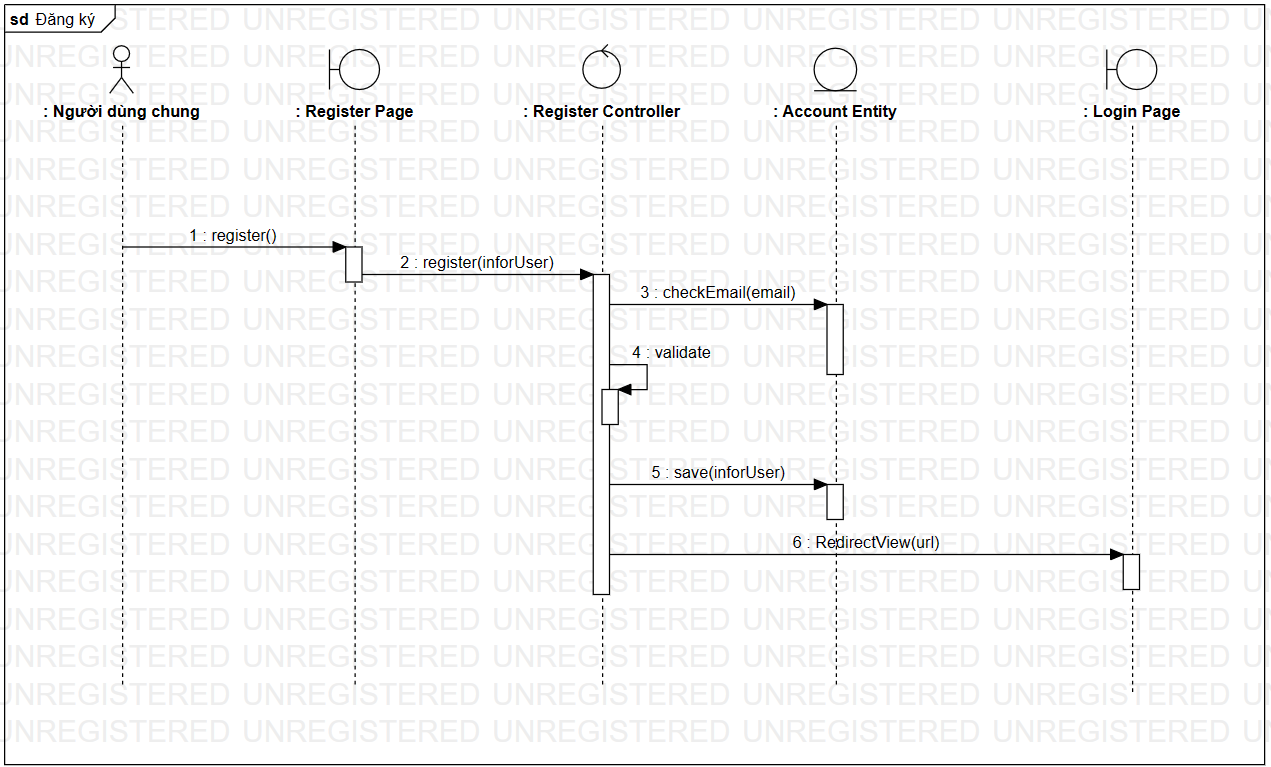 sd Đăng ký
: Người dùng chung
: Register Page
: Register Controller
: Account Entity
: Login Page
1 : register()
2 : register(inforUser)
3 : checkEmail(email)
4 : validate
5 : save(inforUser)
6 : RedirectView(url)
UNREGISTERED